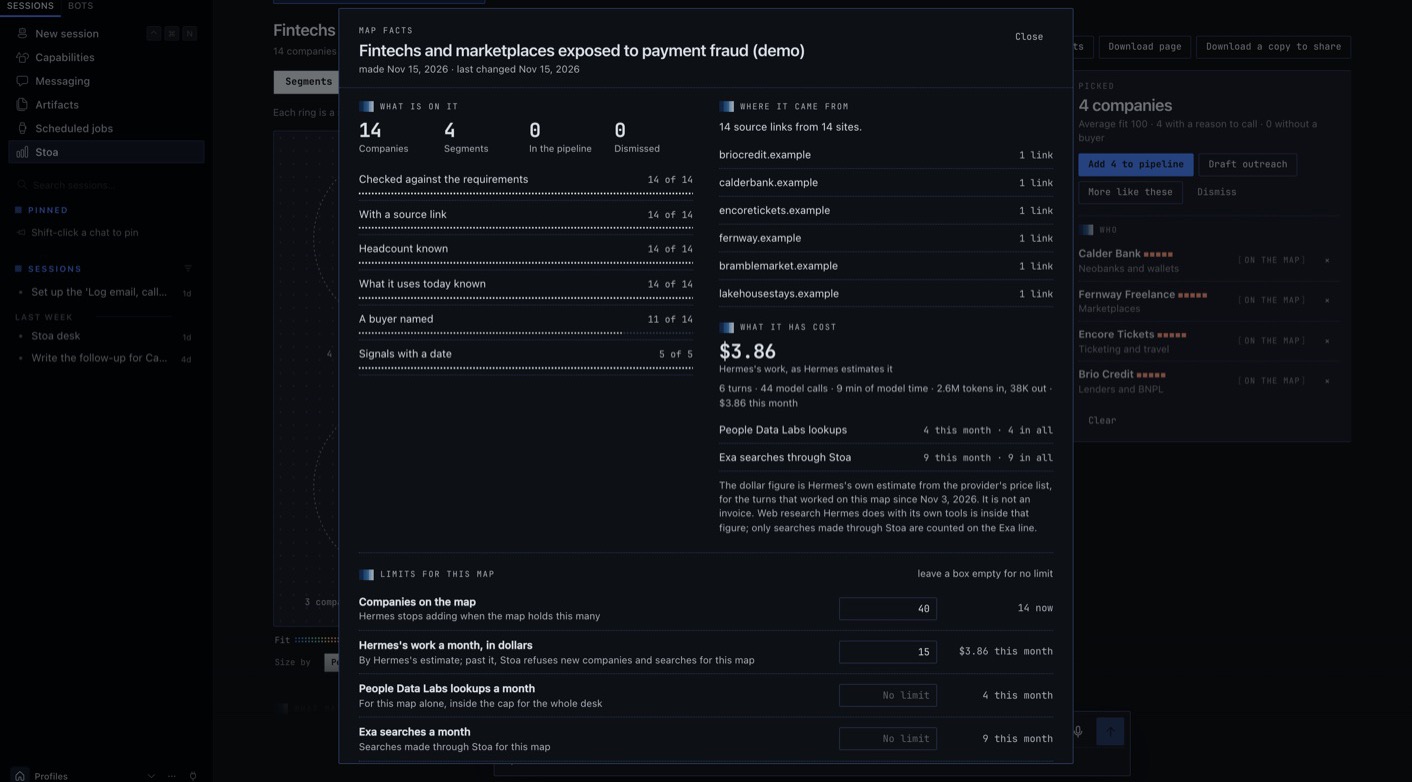 SESSIONS
BOTS
New session
Capabilities
Messaging
Artifacts
Scheduled jobs
Stoa
Search sessions...
PINNED
Shift-click a chat to pin
SESSIONS
Set up the 'Log email, call... 1d
LAST WEEK
Stoa desk 1d
Write the follow-up for Ca... 4d
Profiles
Fintechs
14 companies
Segments
Each ring is a
4
3 comp
Fit
Size by
MAP FACTS
Fintechs and marketplaces exposed to payment fraud (demo)
made Nov 15, 2026 · last changed Nov 15, 2026
Close
WHAT IS ON IT
14 4 0 0
Companies Segments In the pipeline Dismissed
Checked against the requirements 14 of 14
With a source link 14 of 14
Headcount known 14 of 14
What it uses today known 14 of 14
A buyer named 11 of 14
Signals with a date 5 of 5
WHERE IT CAME FROM
14 source links from 14 sites.
briocredit.example 1 link
calderbank.example 1 link
encoretickets.example 1 link
fernway.example 1 link
bramblemarket.example 1 link
lakehousestays.example 1 link
WHAT IT HAS COST
$3.86
Hermes's work, as Hermes estimates it
6 turns · 44 model calls · 9 min of model time · 2.6M tokens in, 38K out ·
$3.86 this month
People Data Labs lookups 4 this month · 4 in all
Exa searches through Stoa 9 this month · 9 in all
The dollar figure is Hermes's own estimate from the provider's price list,
for the turns that worked on this map since Nov 3, 2026. It is not an
invoice. Web research Hermes does with its own tools is inside that
figure; only searches made through Stoa are counted on the Exa line.
LIMITS FOR THIS MAP leave a box empty for no limit
Companies on the map
Hermes stops adding when the map holds this many
40 14 now
Hermes's work a month, in dollars
By Hermes's estimate; past it, Stoa refuses new companies and searches for this map
15 $3.86 this month
People Data Labs lookups a month
For this map alone, inside the cap for the whole desk
No limit 4 this month
Exa searches a month
Searches made through Stoa for this map
No limit 9 this month
Download page
Download a copy to share
PICKED
4 companies
Average fit 100 · 4 with a reason to call · 0 without a
buyer
Add 4 to pipeline
Draft outreach
More like these
Dismiss
WHO
Calder Bank
Neobanks and wallets
[ON THE MAP] ×
Fernway Freelance
Marketplaces
[ON THE MAP] ×
Encore Tickets
Ticketing and travel
[ON THE MAP] ×
Brio Credit
Lenders and BNPL
[ON THE MAP] ×
Clear